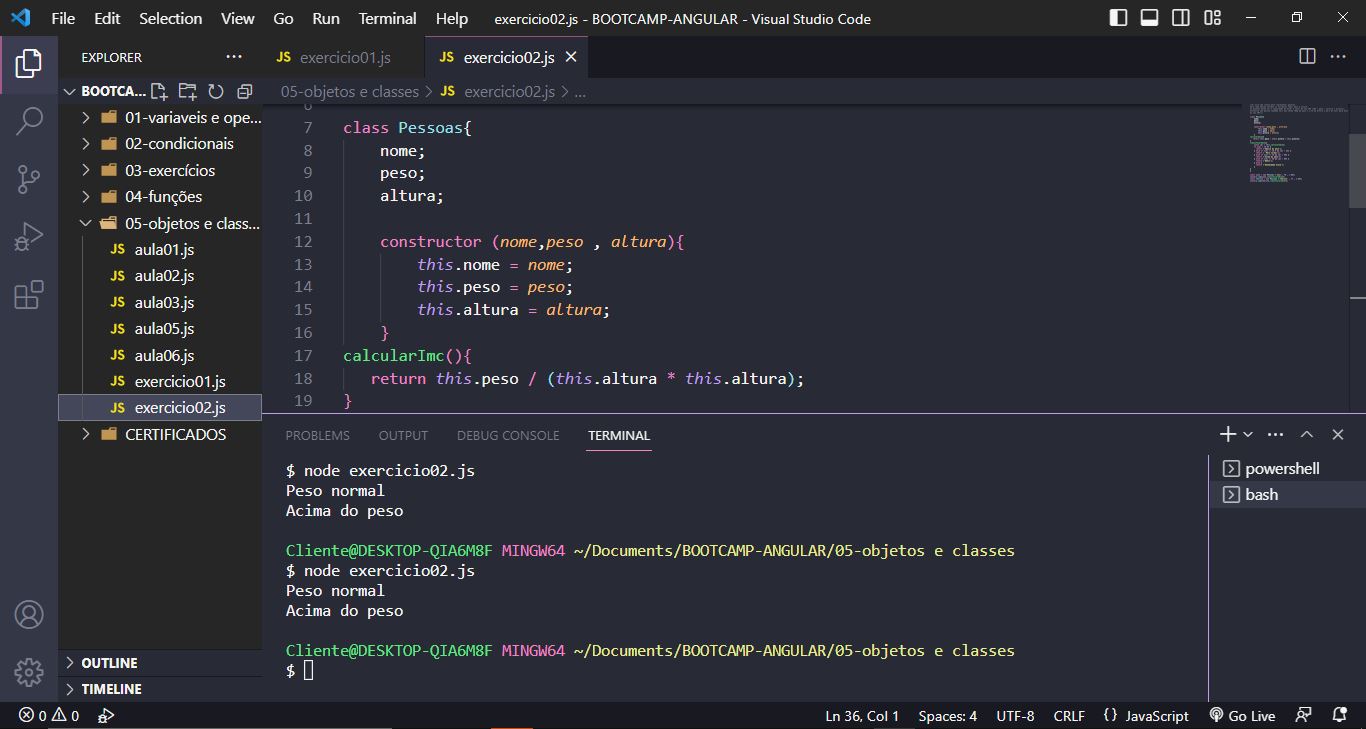 File Edit Selection View Go Run Terminal Help exercicio02.js - BOOTCAMP-ANGULAR - Visual Studio Code
EXPLORER
JS exercicio01.js JS exercicio02.js
BOOTCA...
05-objetos e classes > JS exercicio02.js > ...
01-variaveis e ope...
02-condicionais
03-exercícios
04-funções
05-objetos e class...
JS aula01.js
JS aula02.js
JS aula03.js
JS aula05.js
JS aula06.js
JS exercicio01.js
JS exercicio02.js
CERTIFICADOS
OUTLINE
TIMELINE
6
7 class Pessoas{
8 nome;
9 peso;
10 altura;
11
12 constructor (nome,peso , altura){
13 this.nome = nome;
14 this.peso = peso;
15 this.altura = altura;
16 }
17 calcularImc(){
18 return this.peso / (this.altura * this.altura);
19 }
PROBLEMS OUTPUT DEBUG CONSOLE TERMINAL
$ node exercicio02.js
Peso normal
Acima do peso
Cliente@DESKTOP-QIA6M8F MINGW64 ~/Documents/BOOTCAMP-ANGULAR/05-objetos e classes
$ node exercicio02.js
Peso normal
Acima do peso
Cliente@DESKTOP-QIA6M8F MINGW64 ~/Documents/BOOTCAMP-ANGULAR/05-objetos e classes
$
powershell
bash
0 0 Ln 36, Col 1 Spaces: 4 UTF-8 CRLF {} JavaScript Go Live